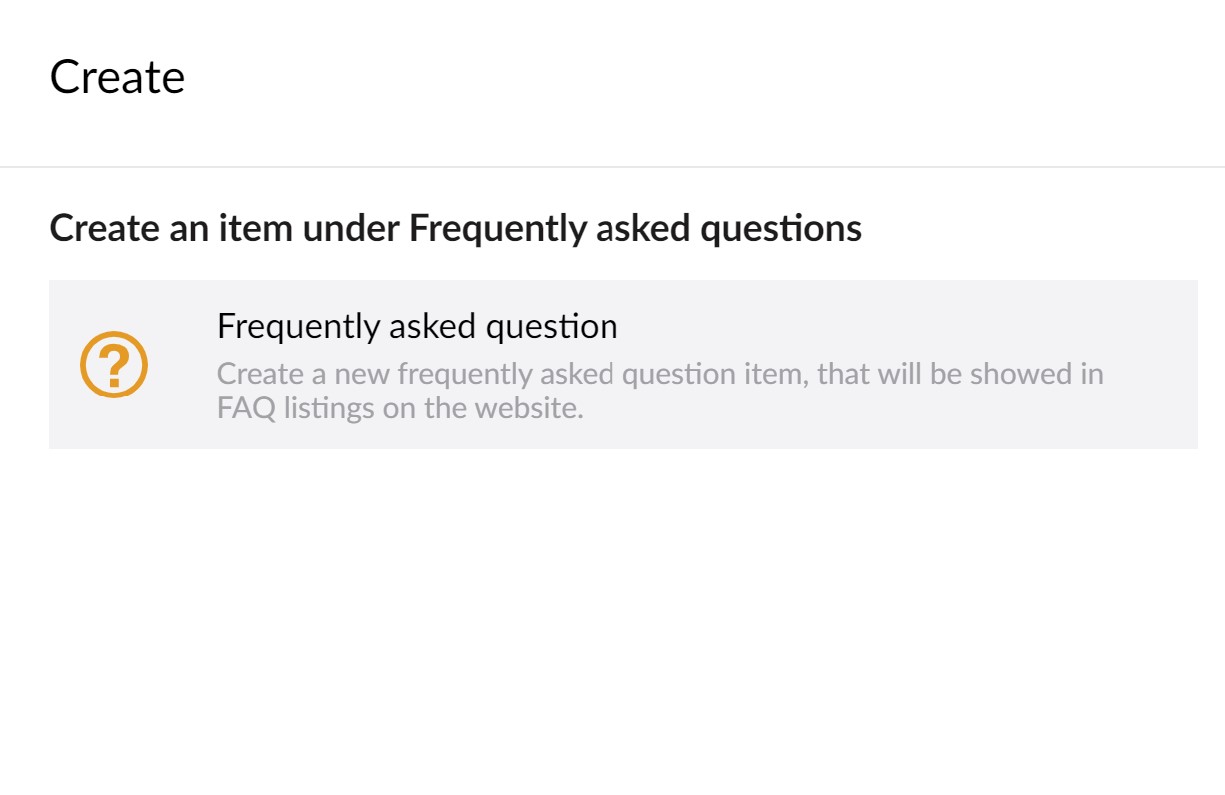 Create
Create an item under Frequently asked questions
Frequently asked question
Create a new frequently asked question item, that will be showed in
FAQ listings on the website.